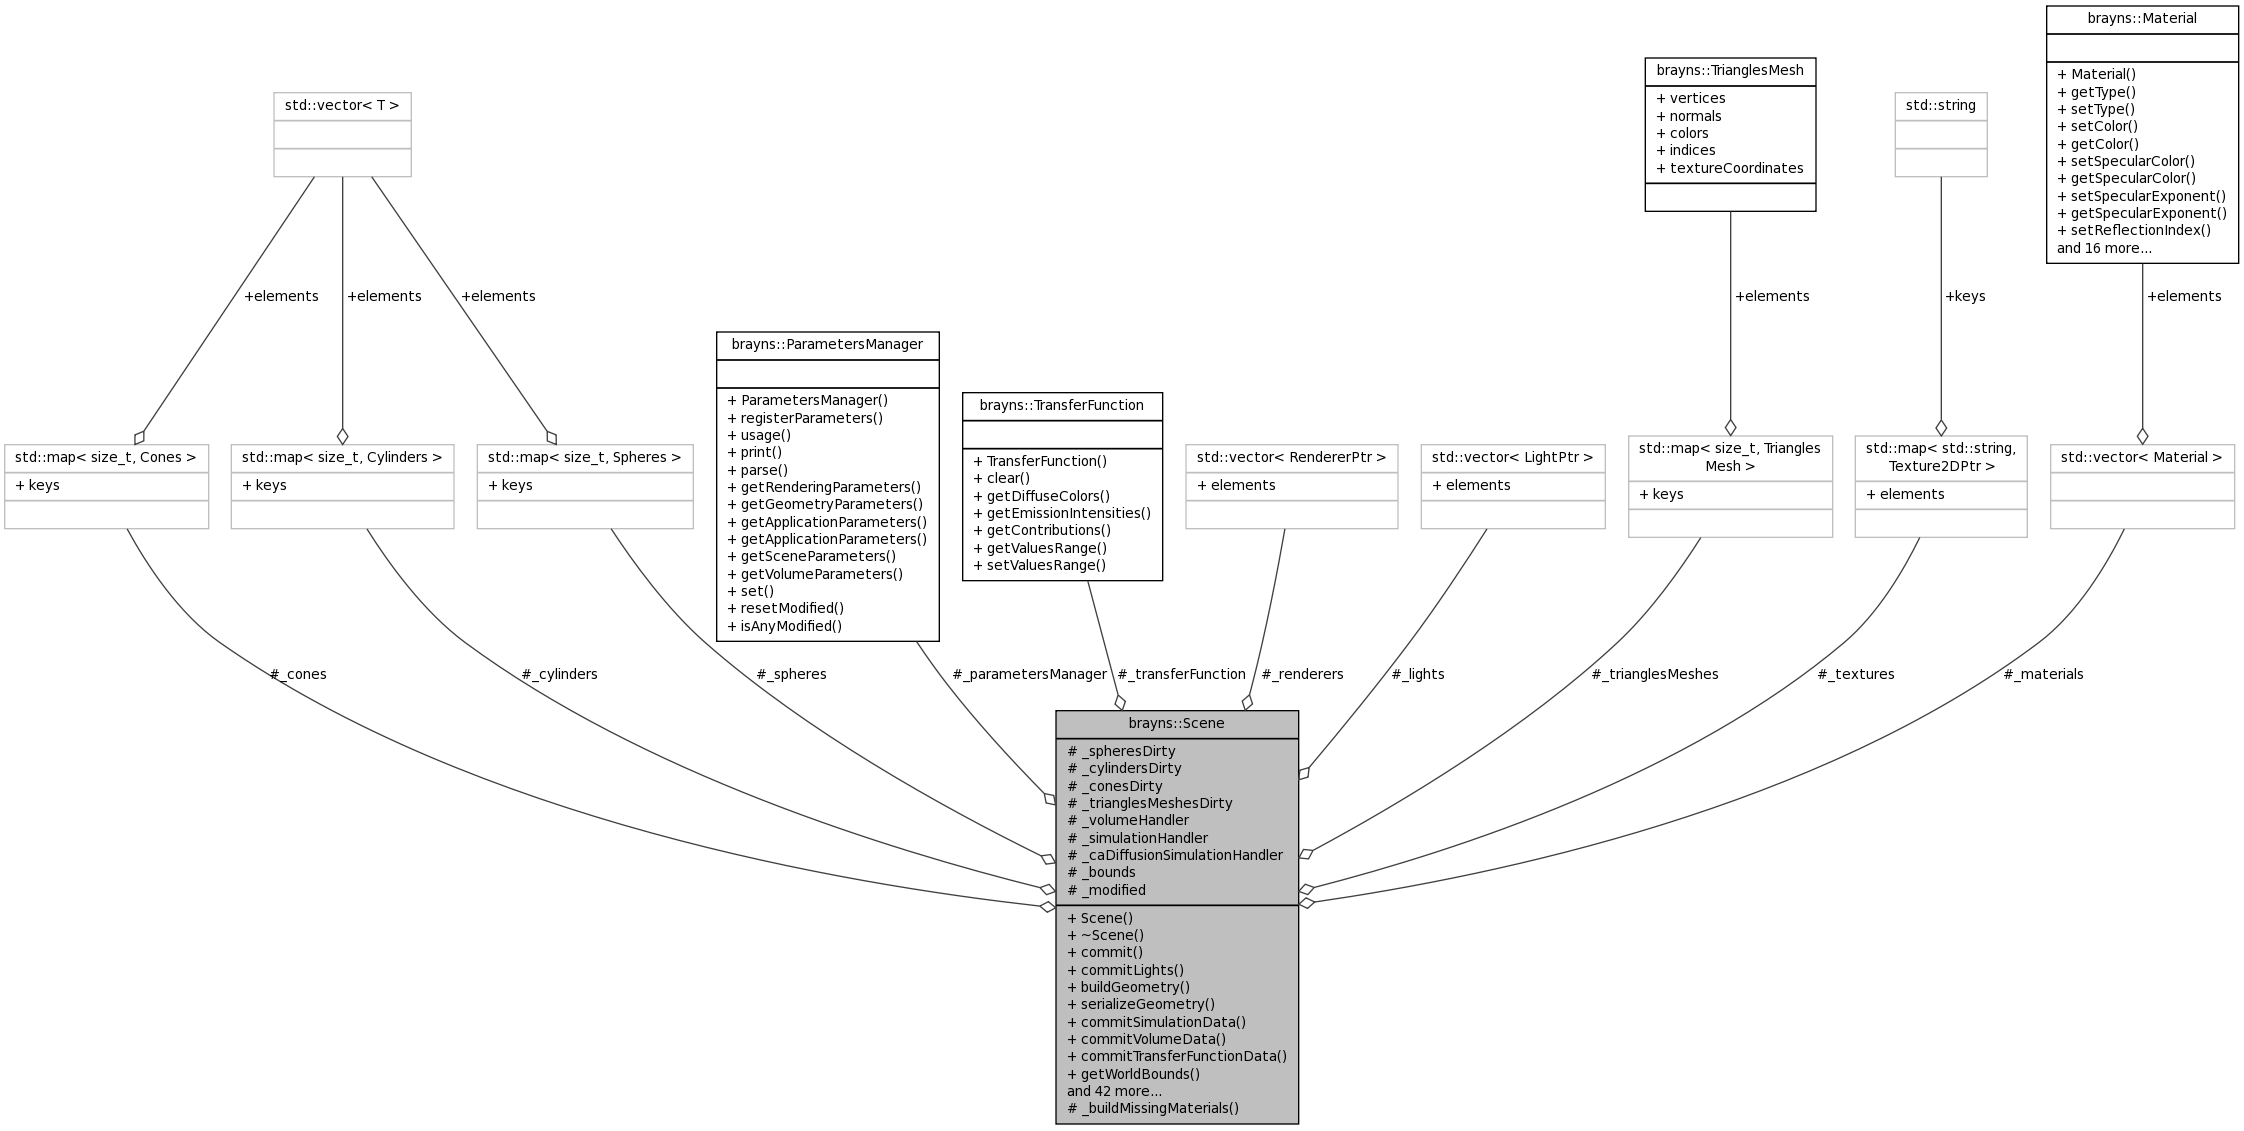 brayns::Material
+ Material()
+ getType()
+ setType()
+ setColor()
+ getColor()
+ setSpecularColor()
+ getSpecularColor()
+ setSpecularExponent()
+ getSpecularExponent()
+ setReflectionIndex()
and 16 more...
brayns::TrianglesMesh
+ vertices
+ normals
+ colors
+ indices
+ textureCoordinates
std::vector< T >
std::string
+elements
+elements
+elements
+elements
+keys
+elements
brayns::ParametersManager
+ ParametersManager()
+ registerParameters()
+ usage()
+ print()
+ parse()
+ getRenderingParameters()
+ getGeometryParameters()
+ getApplicationParameters()
+ getApplicationParameters()
+ getSceneParameters()
+ getVolumeParameters()
+ set()
+ resetModified()
+ isAnyModified()
brayns::TransferFunction
+ TransferFunction()
+ clear()
+ getDiffuseColors()
+ getEmissionIntensities()
+ getContributions()
+ getValuesRange()
+ setValuesRange()
std::map< size_t, Cones >
+ keys
std::map< size_t, Cylinders >
+ keys
std::map< size_t, Spheres >
+ keys
std::vector< RendererPtr >
+ elements
std::vector< LightPtr >
+ elements
std::map< size_t, Triangles
Mesh >
+ keys
std::map< std::string,
Texture2DPtr >
+ elements
std::vector< Material >
#_cones
#_cylinders
#_spheres
#_parametersManager
#_transferFunction
#_renderers
#_lights
#_trianglesMeshes
#_textures
#_materials
brayns::Scene
# _spheresDirty
# _cylindersDirty
# _conesDirty
# _trianglesMeshesDirty
# _volumeHandler
# _simulationHandler
# _caDiffusionSimulationHandler
# _bounds
# _modified
+ Scene()
+ ~Scene()
+ commit()
+ commitLights()
+ buildGeometry()
+ serializeGeometry()
+ commitSimulationData()
+ commitVolumeData()
+ commitTransferFunctionData()
+ getWorldBounds()
and 42 more...
# _buildMissingMaterials()